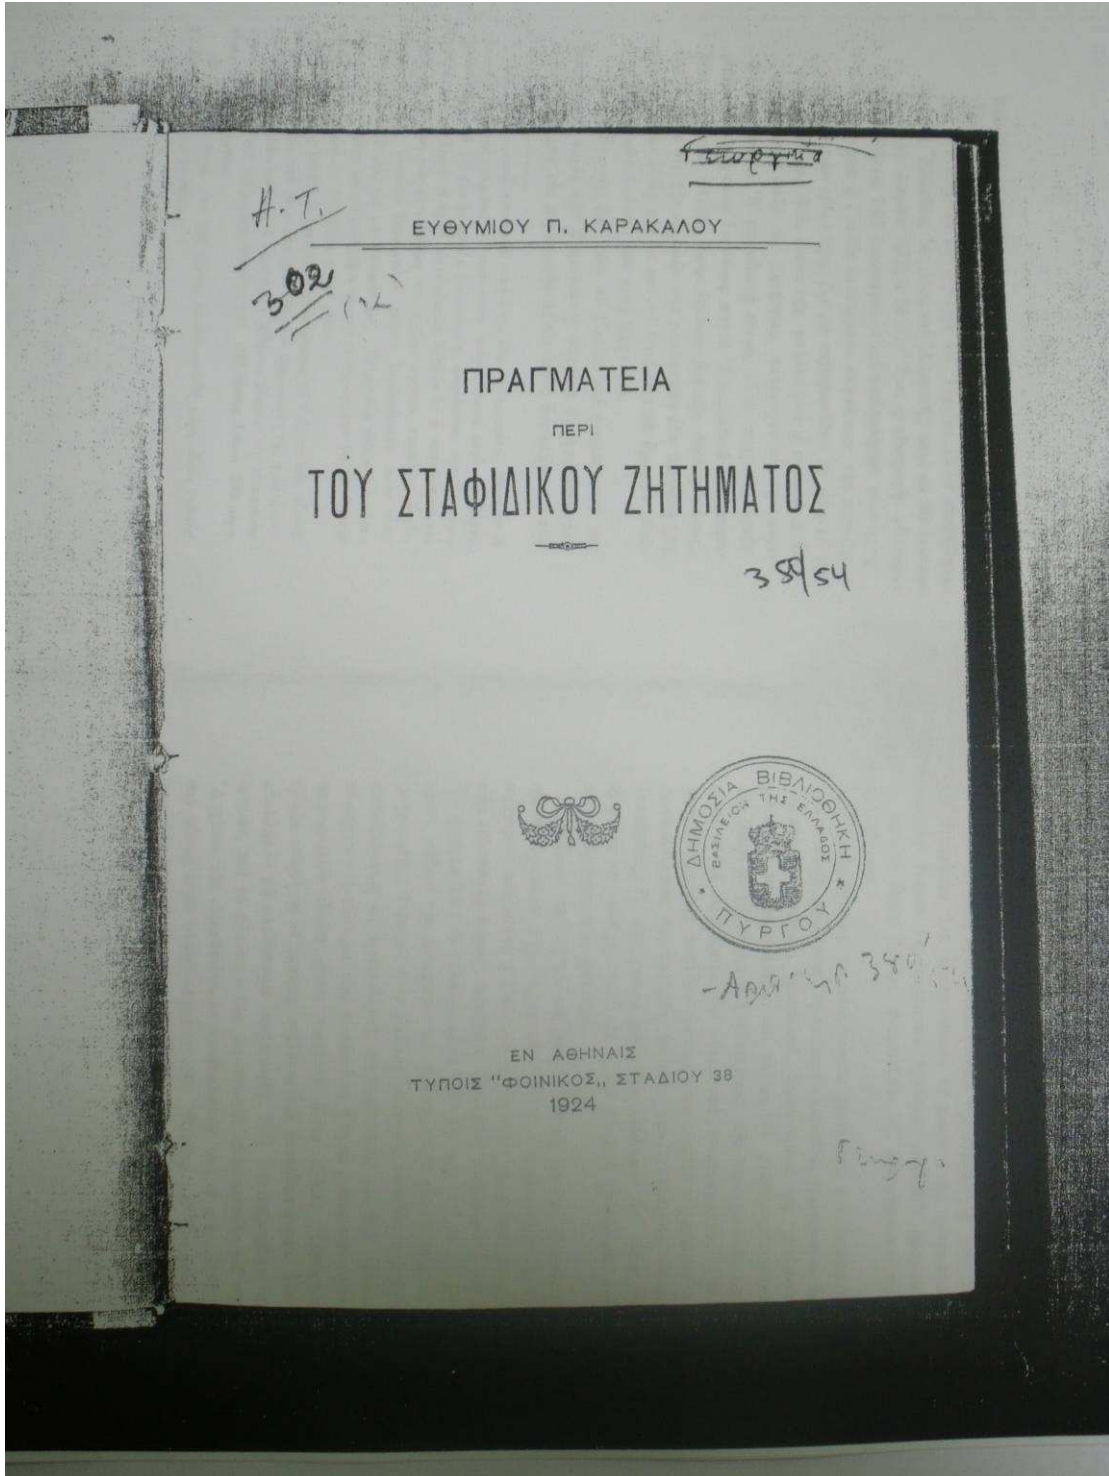 Γεωργικά
Η.Τ.
ΕΥΘΥΜΙΟΥ Π. ΚΑΡΑΚΑΛΟΥ
302
ΠΡΑΓΜΑΤΕΙΑ
ΠΕΡΙ
ΤΟΥ ΣΤΑΦΙΔΙΚΟΥ ΖΗΤΗΜΑΤΟΣ
ΔΗΜΟΣΙΑ ΒΙΒΛΙΟΘΗΚΗ
ΒΑΣΙΛΕΙΟΝ ΤΗΣ ΕΛΛΑΔΟΣ
ΠΥΡΓΟΥ
ΕΝ ΑΘΗΝΑΙΣ
ΤΥΠΟΙΣ "ΦΟΙΝΙΚΟΣ,, ΣΤΑΔΙΟΥ 38
1924